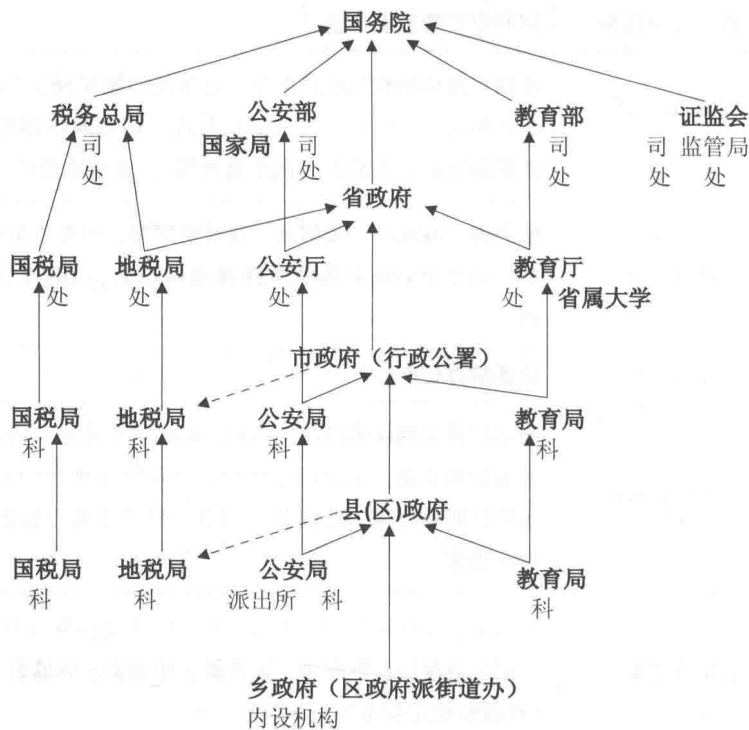 国务院
税务总局 公安部 教育部 证监会
司 国家局 司 司 司 监管局
处 处 处 处 处
省政府
国税局 地税局 公安厅 教育厅
处 处 处 处 省属大学
市政府（行政公署）
国税局 地税局 公安局 教育局
科 科 科 科
县(区)政府
国税局 地税局 公安局 教育局
科 科 派出所 科 科
乡政府（区政府派街道办）
内设机构